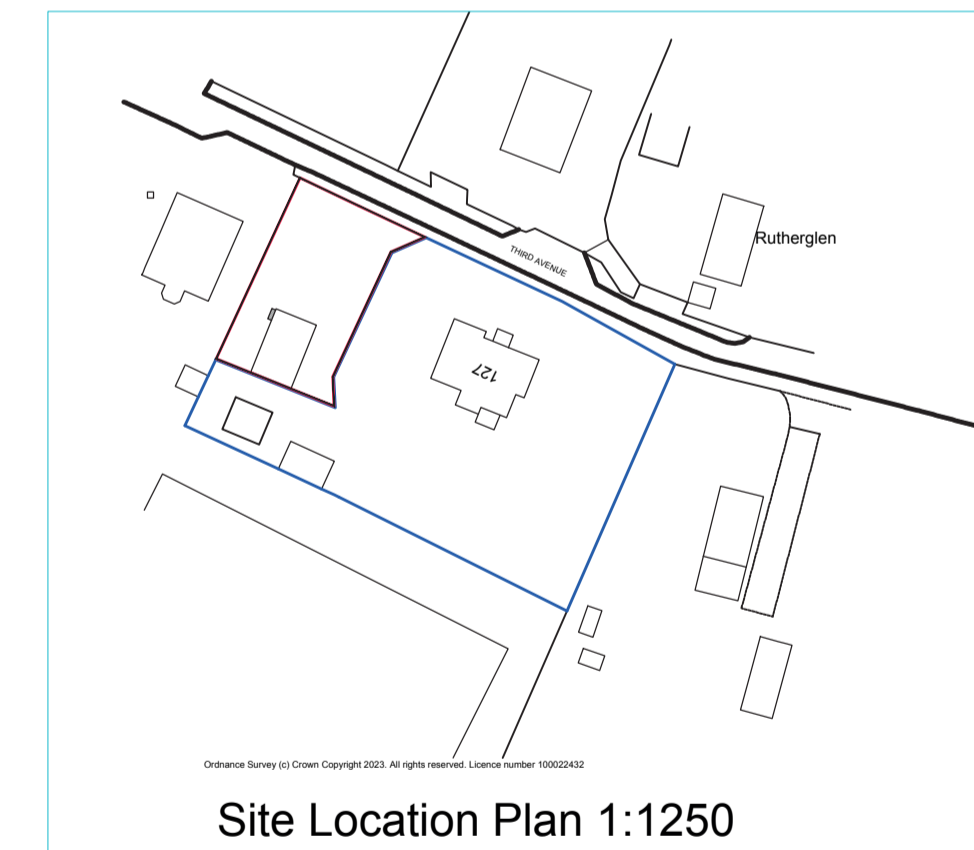 Rutherglen
THIRD AVENUE
127
Ordnance Survey (c) Crown Copyright 2023. All rights reserved. Licence number 100022432
Site Location Plan 1:1250